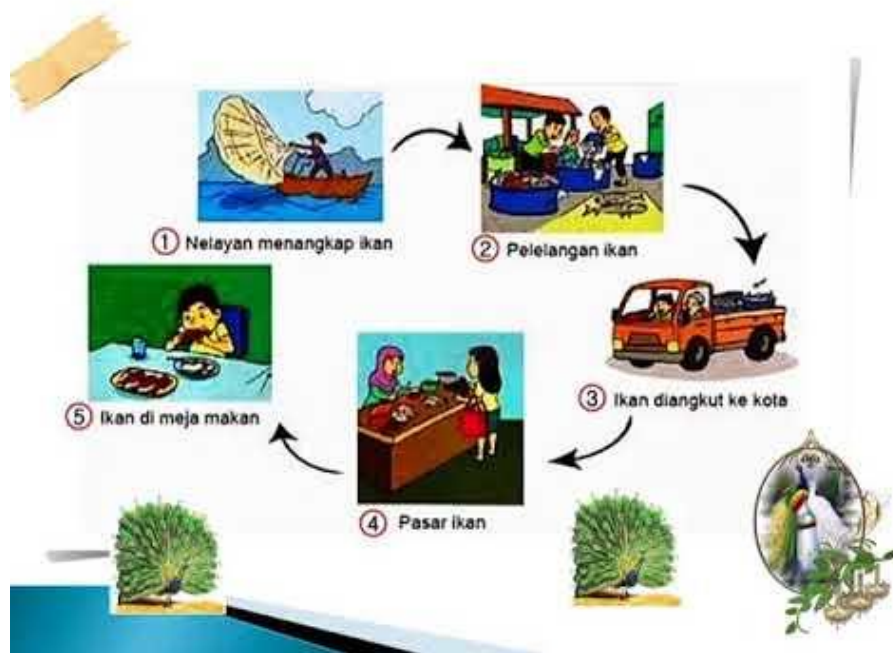 ① Nelayan menangkap ikan
② Pelelangan ikan
③ Ikan diangkut ke kota
④ Pasar ikan
⑤ Ikan di meja makan